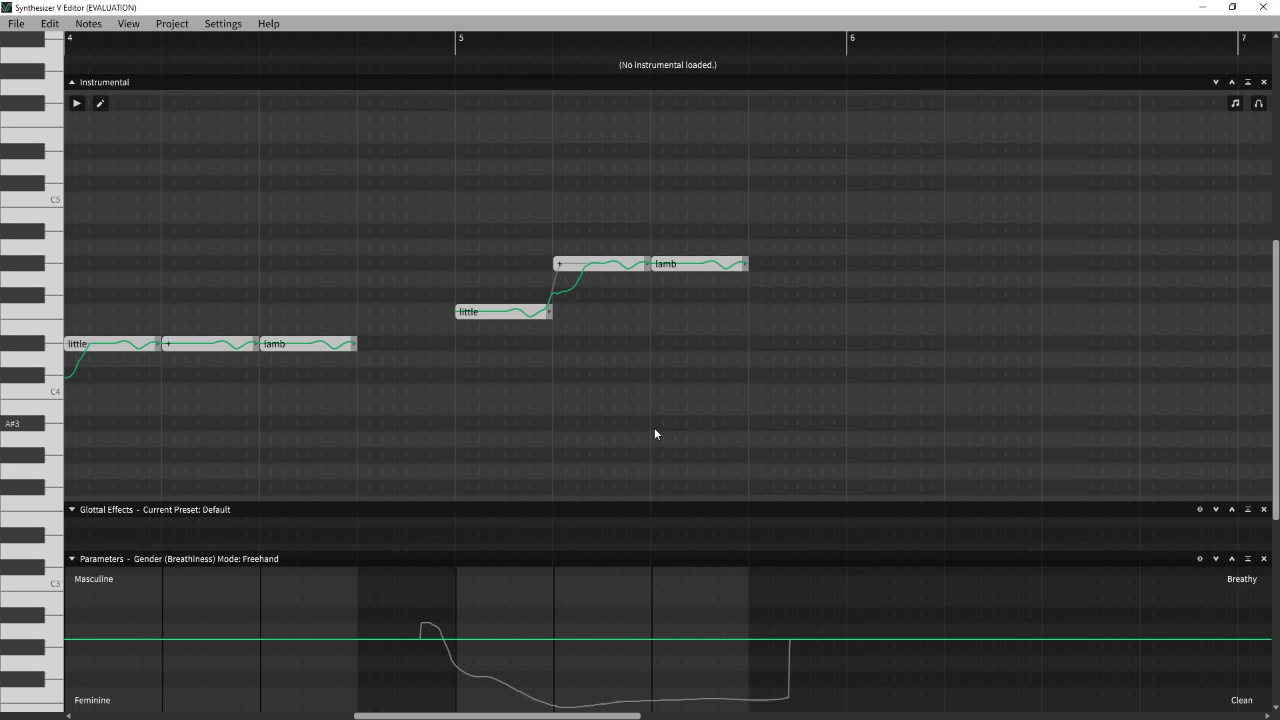 Synthesizer V Editor (EVALUATION)
File Edit Notes View Project Settings Help
4 5 6 7
(No instrumental loaded.)
Instrumental
C5
+ lamb
little
little + lamb
C4
A#3
Glottal Effects - Current Preset: Default
Parameters - Gender (Breathiness) Mode: Freehand
Masculine Breathy
C3
Feminine Clean